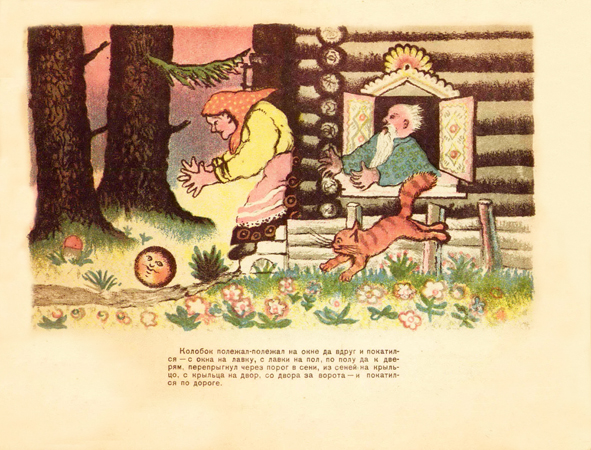 Колобок полежал-полежал на окне да вдруг и покатил-
ся — с окна на лавку, с лавки на пол, по полу да к две-
рям, перепрыгнул через порог в сени, из сеней на крыль-
цо, с крыльца на двор, со двора за ворота — и покатил-
ся по дороге.